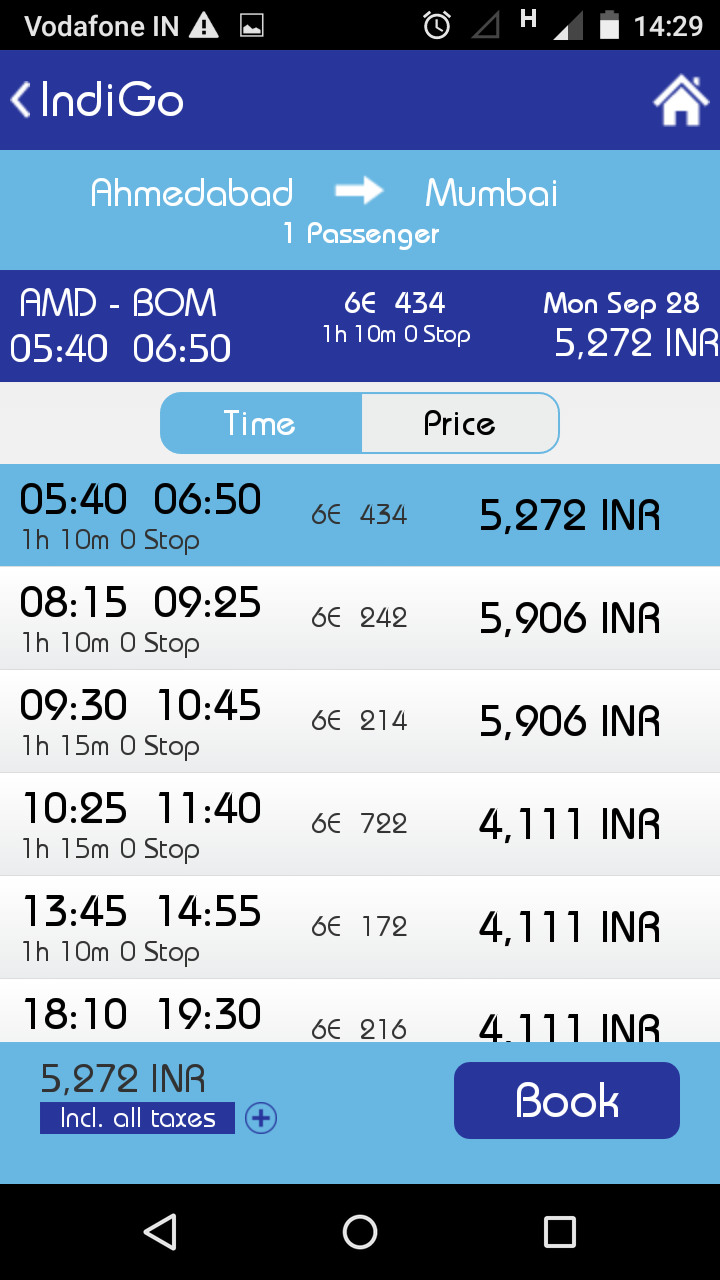 Vodafone IN H 14:29
IndiGo
Ahmedabad Mumbai
1 Passenger
AMD - BOM 6E 434 Mon Sep 28
05:40 06:50 1h 10m 0 Stop 5,272 INR
Time Price
05:40 06:50 6E 434 5,272 INR
1h 10m 0 Stop
08:15 09:25 6E 242 5,906 INR
1h 10m 0 Stop
09:30 10:45 6E 214 5,906 INR
1h 15m 0 Stop
10:25 11:40 6E 722 4,111 INR
1h 15m 0 Stop
13:45 14:55 6E 172 4,111 INR
1h 10m 0 Stop
18:10 19:30 6E 216 4,111 INR
5,272 INR
Incl. all taxes
Book